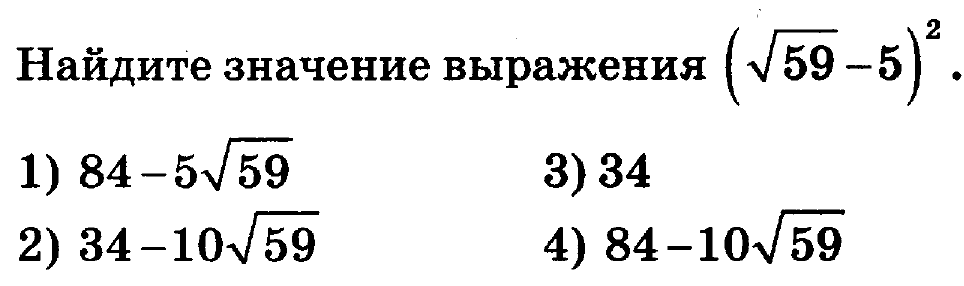 Найдите значение выражения (√59 − 5)².
1) 84 − 5√59 3) 34
2) 34 − 10√59 4) 84 − 10√59